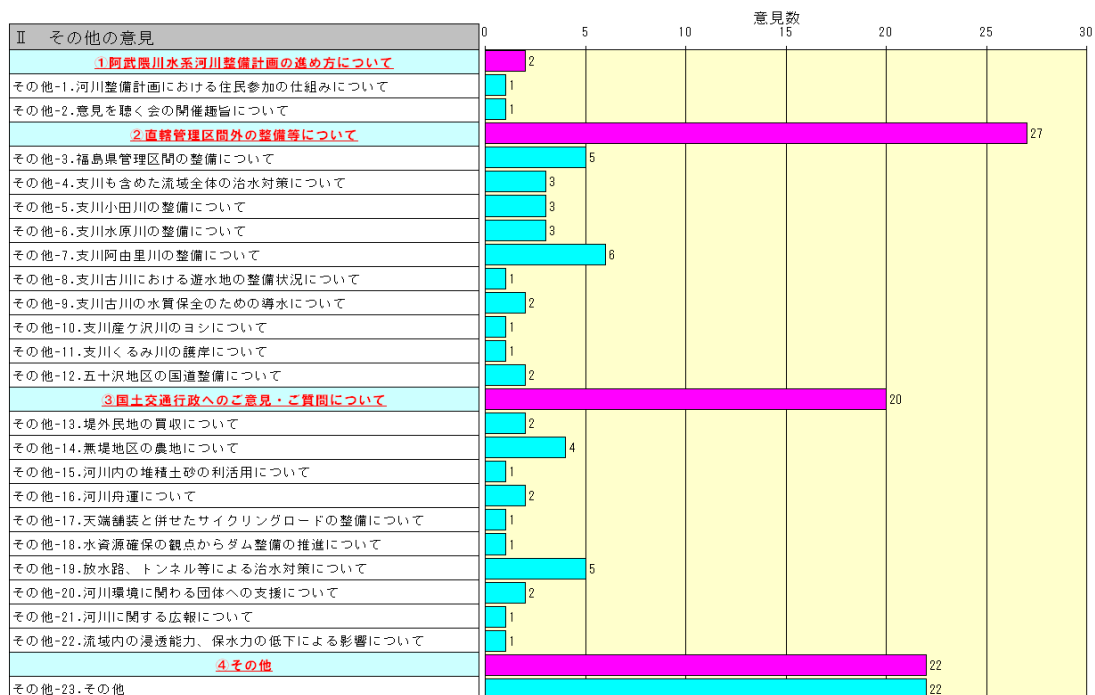 意見数
Ⅱ その他の意見
0 5 10 15 20 25 30
①阿武隈川水系河川整備計画の進め方について 2
その他-1.河川整備計画における住民参加の仕組みについて 1
その他-2.意見を聴く会の開催趣旨について 1
②直轄管理区間外の整備等について 27
その他-3.福島県管理区間の整備について 5
その他-4.支川も含めた流域全体の治水対策について 3
その他-5.支川小田川の整備について 3
その他-6.支川水原川の整備について 3
その他-7.支川阿由里川の整備について 6
その他-8.支川古川における遊水地の整備状況について 1
その他-9.支川古川の水質保全のための導水について 2
その他-10.支川産ケ沢川のヨシについて 1
その他-11.支川くるみ川の護岸について 1
その他-12.五十沢地区の国道整備について 2
③国土交通行政へのご意見・ご質問について 20
その他-13.堤外民地の買収について 2
その他-14.無堤地区の農地について 4
その他-15.河川内の堆積土砂の利活用について 1
その他-16.河川舟運について 2
その他-17.天端舗装と併せたサイクリングロードの整備について 1
その他-18.水資源確保の観点からダム整備の推進について 1
その他-19.放水路、トンネル等による治水対策について 5
その他-20.河川環境に関わる団体への支援について 2
その他-21.河川に関する広報について 1
その他-22.流域内の浸透能力、保水力の低下による影響について 1
④その他 22
その他-23.その他 22